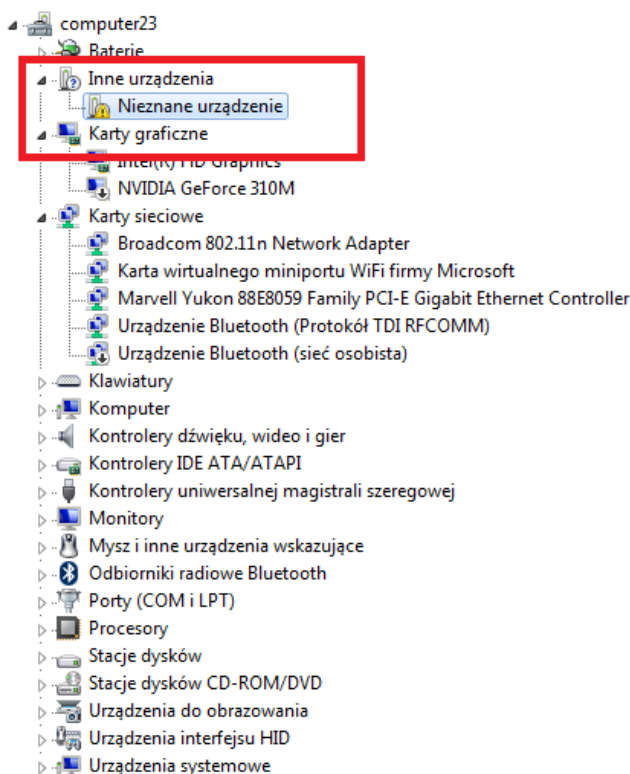 computer23
Baterie
Inne urządzenia
Nieznane urządzenie
Karty graficzne
Intel(R) HD Graphics
NVIDIA GeForce 310M
Karty sieciowe
Broadcom 802.11n Network Adapter
Karta wirtualnego miniportu WiFi firmy Microsoft
Marvell Yukon 88E8059 Family PCI-E Gigabit Ethernet Controller
Urządzenie Bluetooth (Protokół TDI RFCOMM)
Urządzenie Bluetooth (sieć osobista)
Klawiatury
Komputer
Kontrolery dźwięku, wideo i gier
Kontrolery IDE ATA/ATAPI
Kontrolery uniwersalnej magistrali szeregowej
Monitory
Mysz i inne urządzenia wskazujące
Odbiorniki radiowe Bluetooth
Porty (COM i LPT)
Procesory
Stacje dysków
Stacje dysków CD-ROM/DVD
Urządzenia do obrazowania
Urządzenia interfejsu HID
Urządzenia systemowe